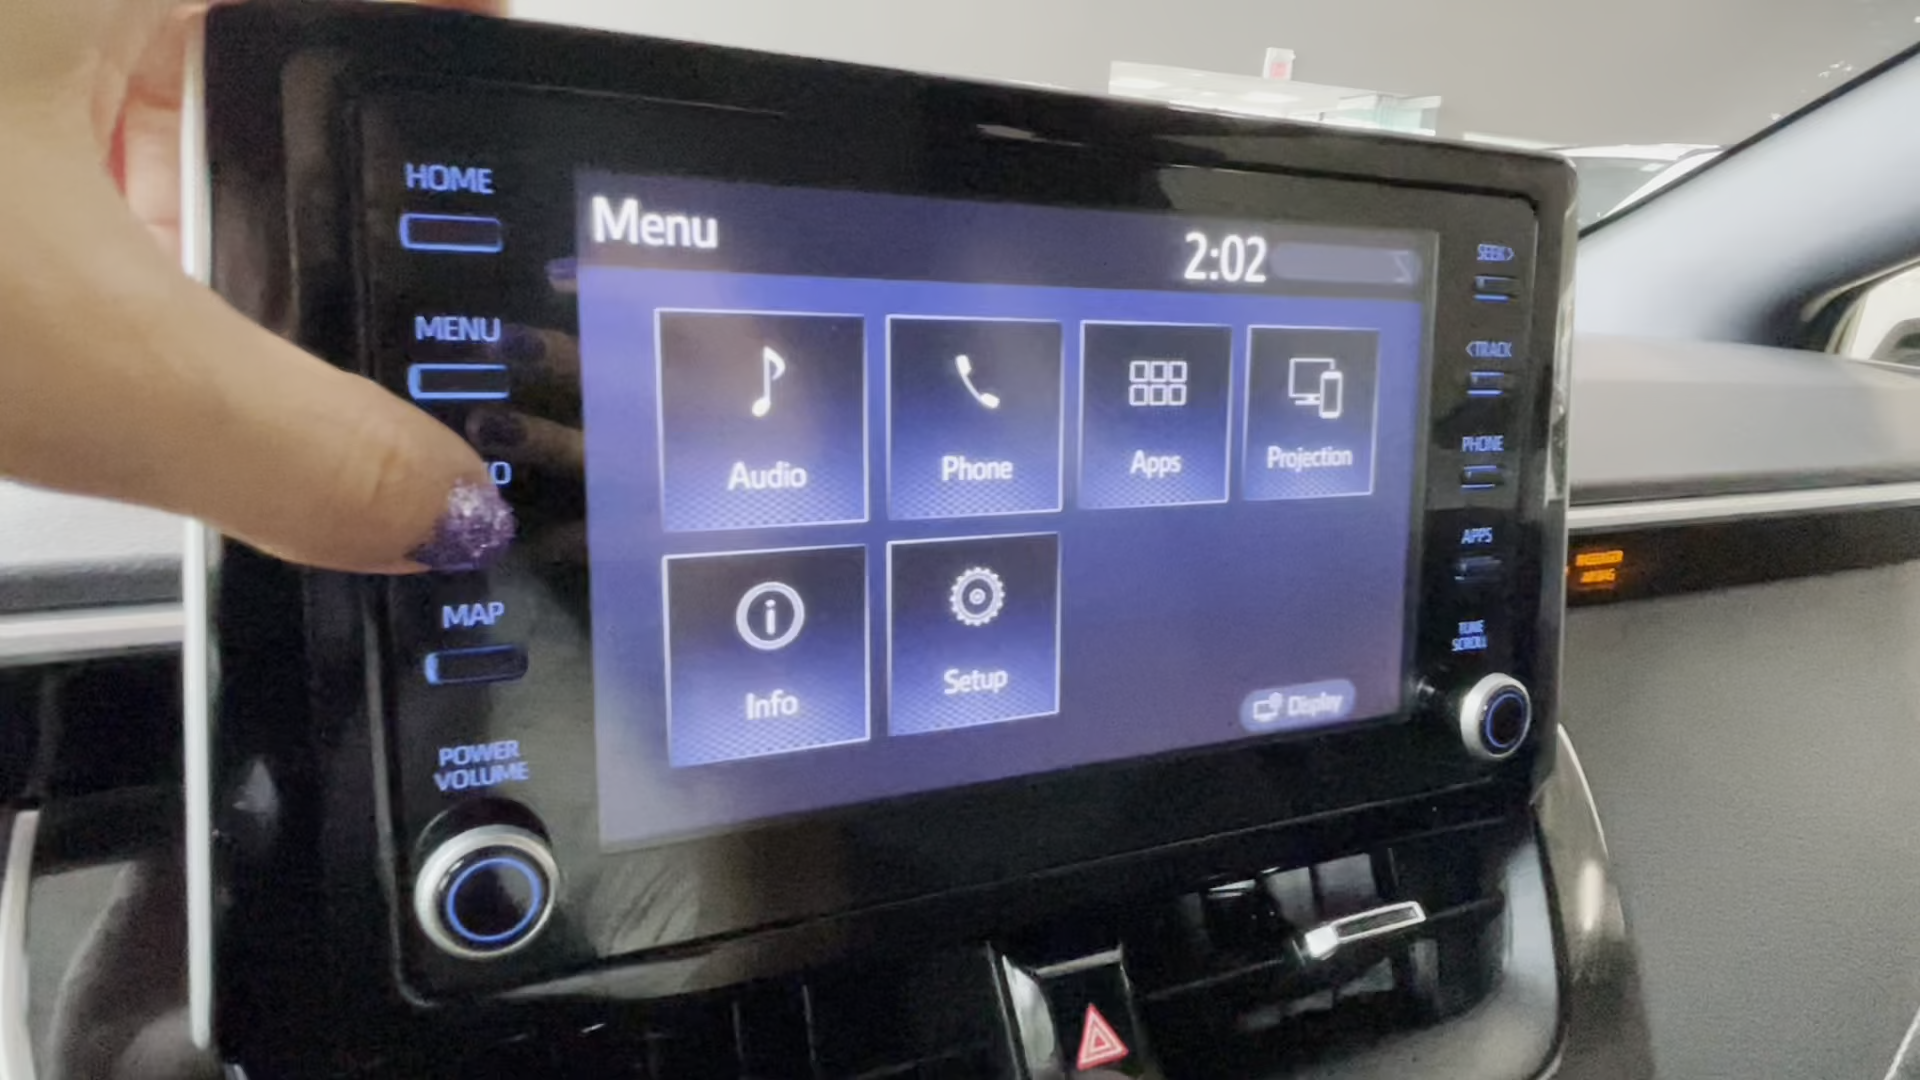 HOME
MENU
MAP
POWER
VOLUME
Menu
2:02
Audio
Phone
Apps
Projection
Info
Setup
Display
SEEK>
<TRACK
PHONE
APPS
TUNE
SCROLL